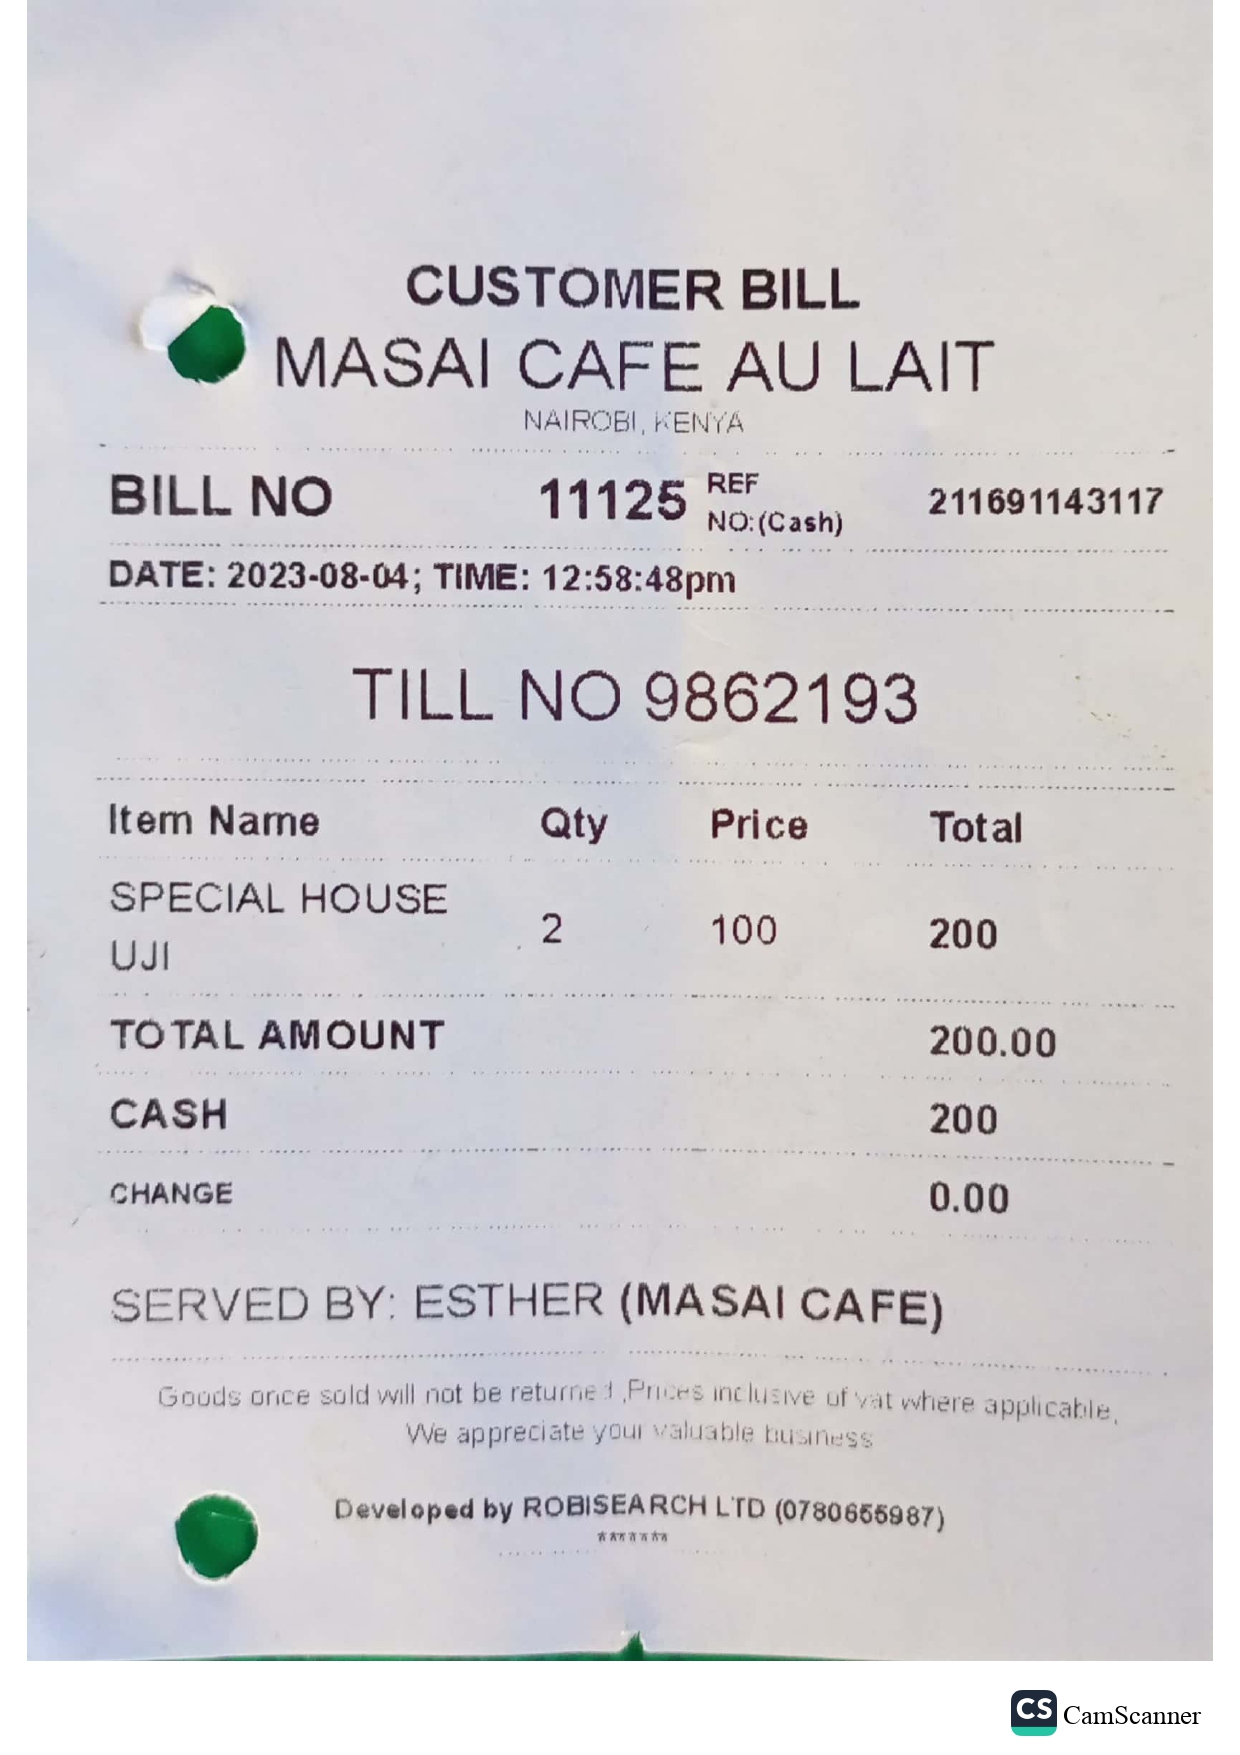 CUSTOMER BILL
MASAI CAFE AU LAIT
NAIROBI, KENYA
BILL NO 11125 REF NO:(Cash) 211691143117
DATE: 2023-08-04; TIME: 12:58:48pm
TILL NO 9862193
Item Name Qty Price Total
SPECIAL HOUSE UJI 2 100 200
TOTAL AMOUNT 200.00
CASH 200
CHANGE 0.00
SERVED BY: ESTHER (MASAI CAFE)
Goods once sold will not be returned ,Prices inclusive of vat where applicable,
We appreciate your valuable business
Developed by ROBISEARCH LTD (0780655987)
*******
CS CamScanner